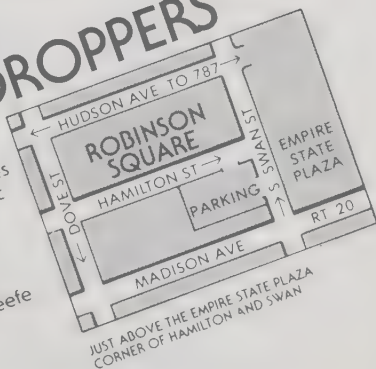 DROPPERS
← HUDSON AVE TO 787→
ROBINSON
SQUARE
HAMILTON ST →
← DOVE ST
PARKING
← S. SWAN ST
EMPIRE
STATE
PLAZA
RT 20
MADISON AVE
JUST ABOVE THE EMPIRE STATE PLAZA
CORNER OF HAMILTON AND SWAN